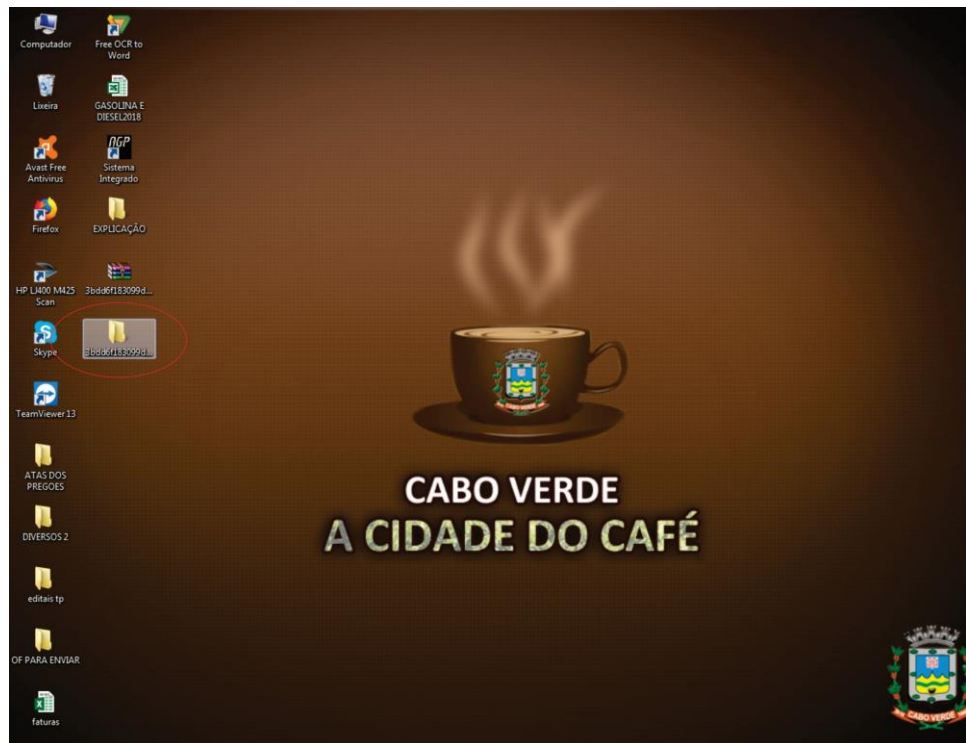 Computador
Free OCR to
Word
Lixeira
GASOLINA E
DIESEL2018
Avast Free
Antivirus
NGP
Sistema
Integrado
Firefox
EXPLICAÇÃO
HP LJ400 M425
Scan
3bdd6f183099d...
Skype
3bdd6f183099d...
TeamViewer 13
ATAS DOS
PREGOES
DIVERSOS 2
editais tp
OF PARA ENVIAR
faturas
CABO VERDE
CABO VERDE
A CIDADE DO CAFÉ
CABO VERDE